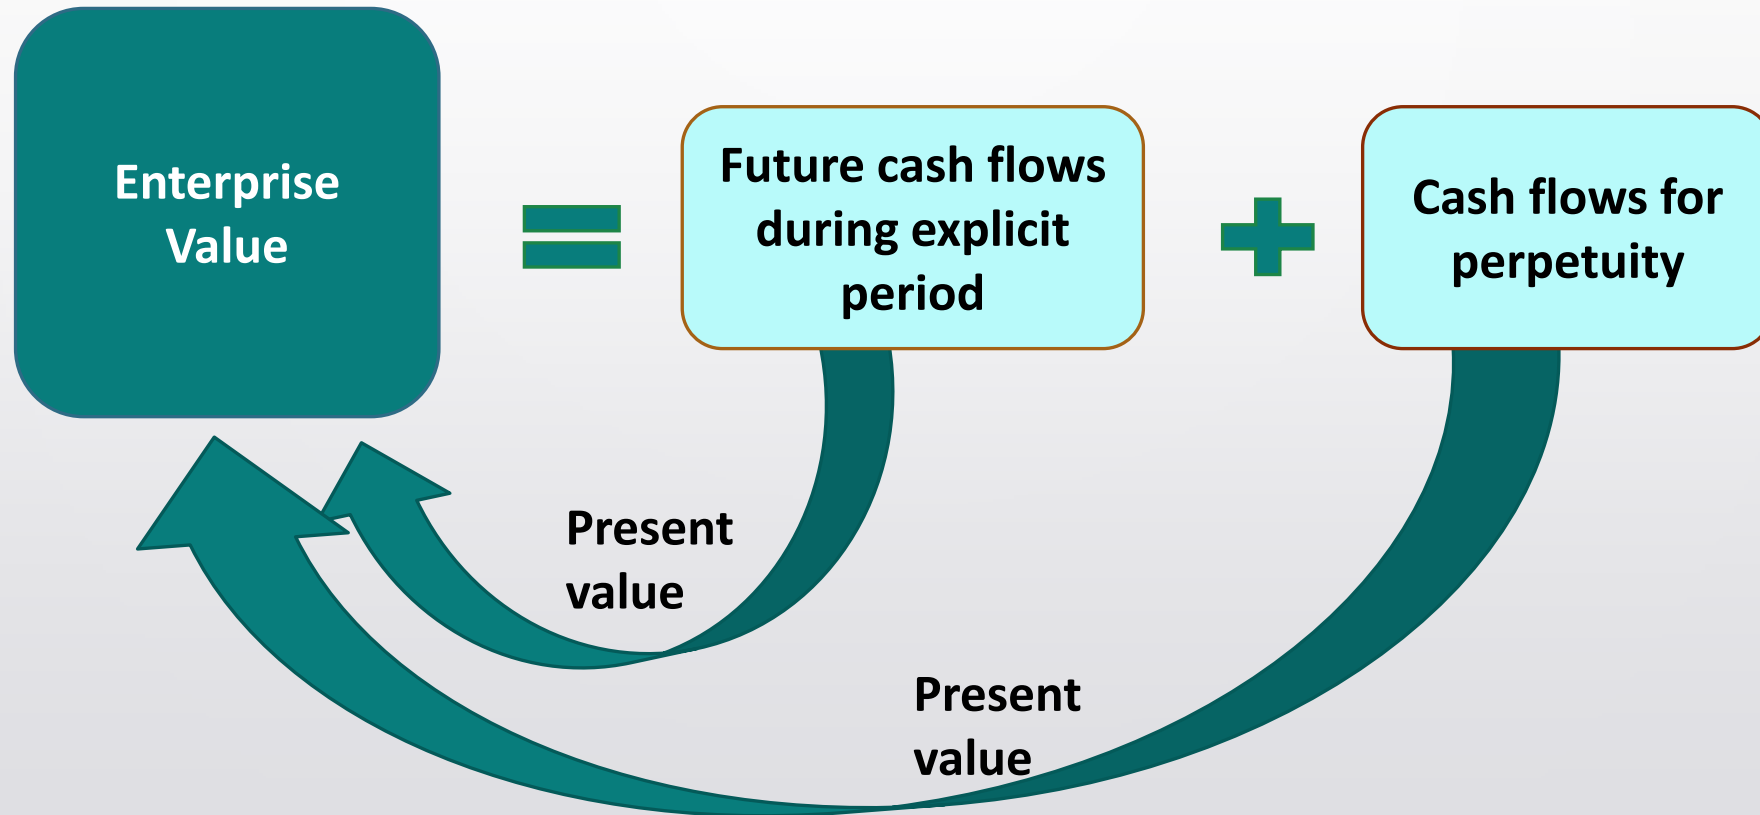 Enterprise
Value
Future cash flows
during explicit
period
Cash flows for
perpetuity
Present
value
Present
value